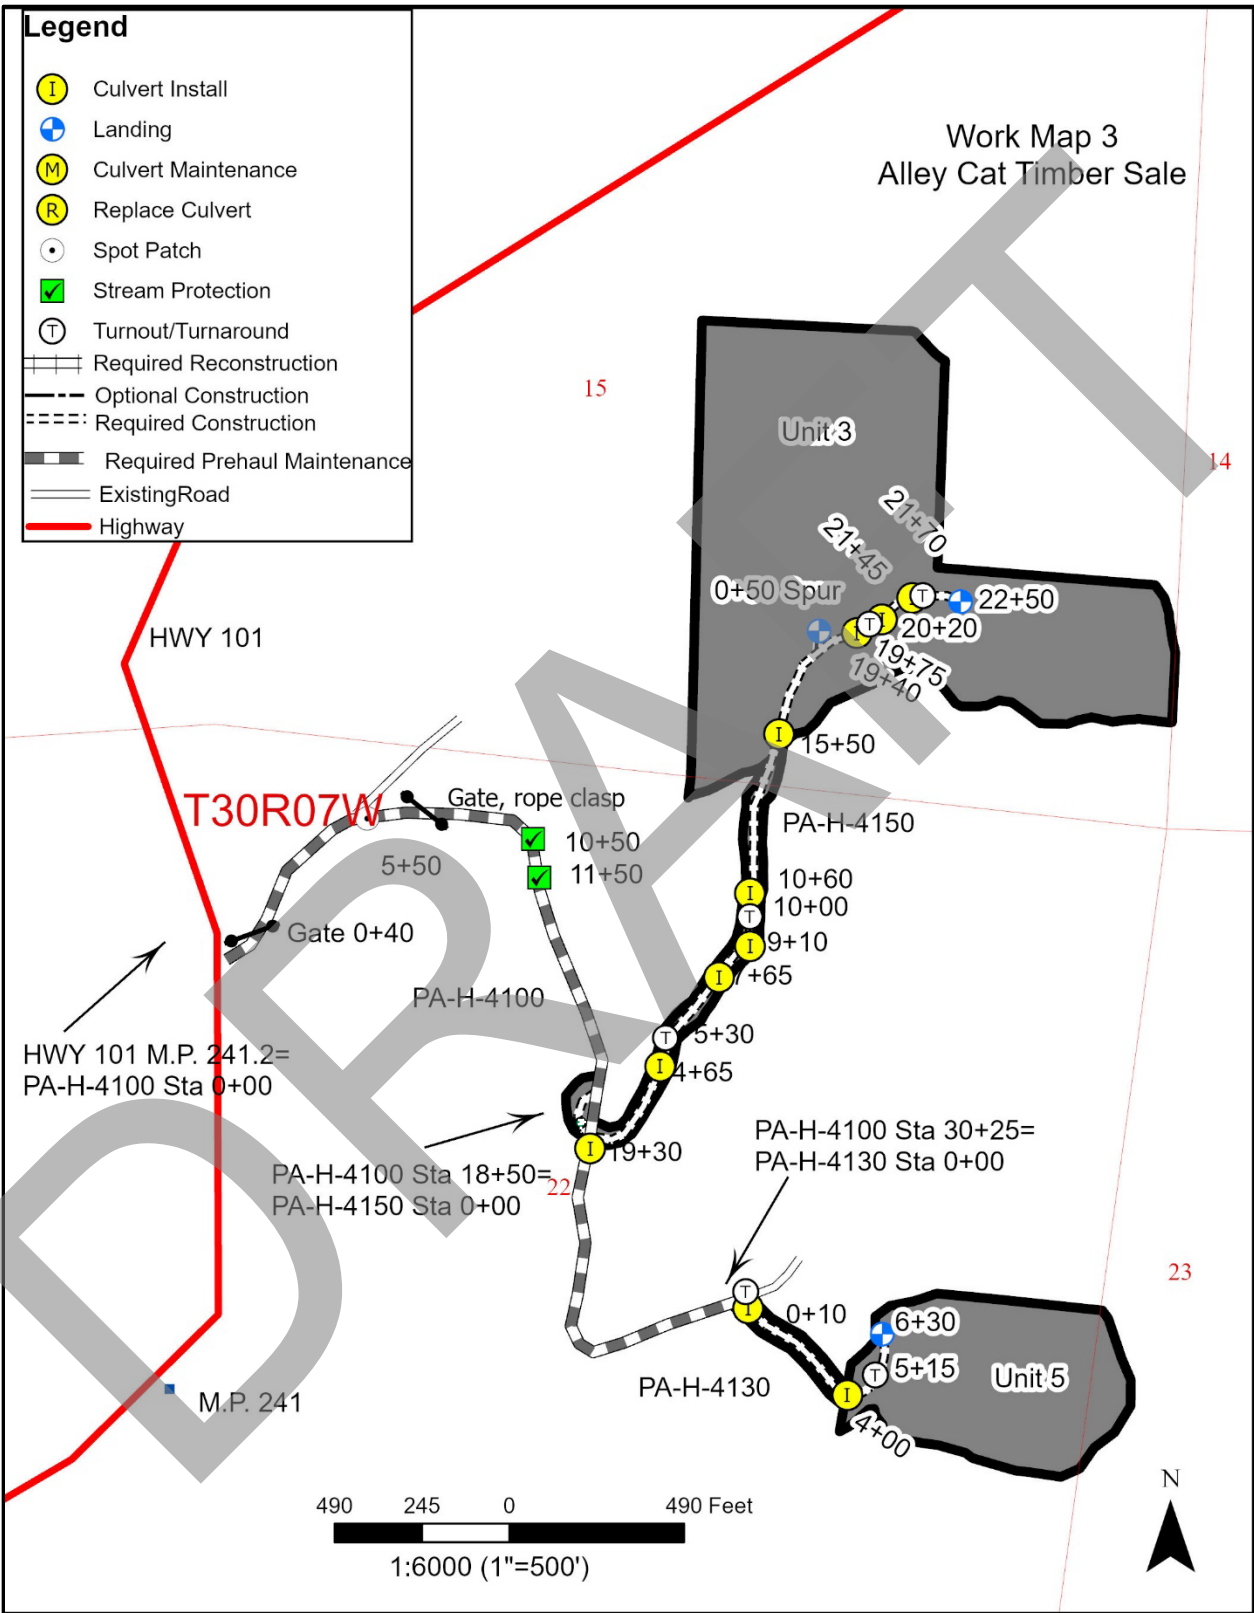 Legend
I Culvert Install
Landing
M Culvert Maintenance
R Replace Culvert
Spot Patch
Stream Protection
T Turnout/Turnaround
Required Reconstruction
Optional Construction
Required Construction
Required Prehaul Maintenance
ExistingRoad
Highway
Work Map 3
Alley Cat Timber Sale
15
14
Unit 3
21+70
21+45
0+50 Spur
I
T
22+50
I
20+20
T
I
19+75
19+40
HWY 101
I
15+50
T30R07W
Gate, rope clasp
PA-H-4150
10+50
5+50
11+50
I
10+60
T
10+00
Gate 0+40
I
9+10
I
7+65
PA-H-4100
T
5+30
I
4+65
HWY 101 M.P. 241.2=
PA-H-4100 Sta 0+00
I
19+30
PA-H-4100 Sta 30+25=
PA-H-4130 Sta 0+00
PA-H-4100 Sta 18+50=
PA-H-4150 Sta 0+00
22
23
T
I
0+10
6+30
T
5+15
Unit 5
PA-H-4130
I
4+00
M.P. 241
490 245 0 490 Feet
1:6000 (1"=500')
N
DRAFT